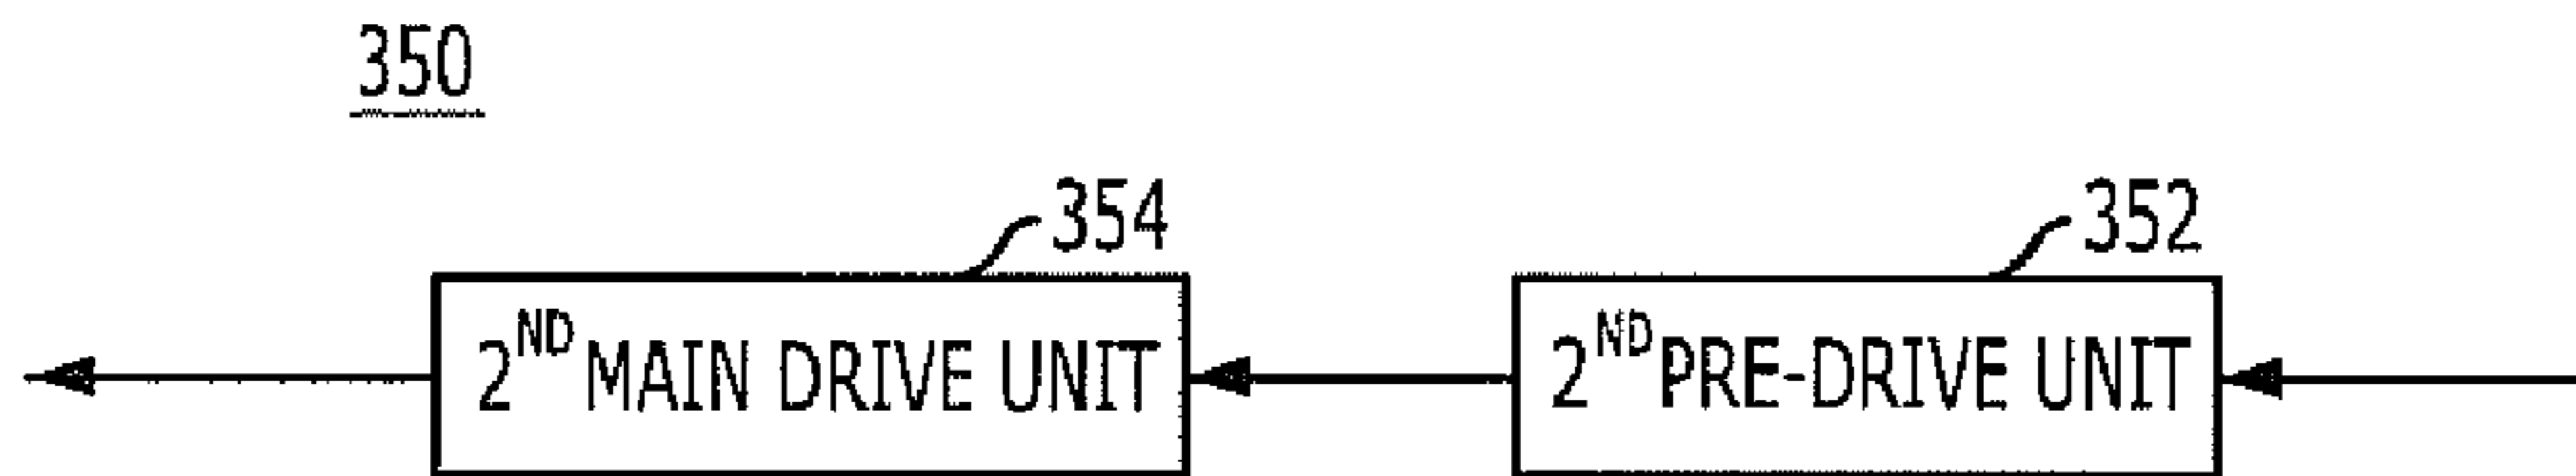 350
354
352
2ND MAIN DRIVE UNIT
2ND PRE-DRIVE UNIT